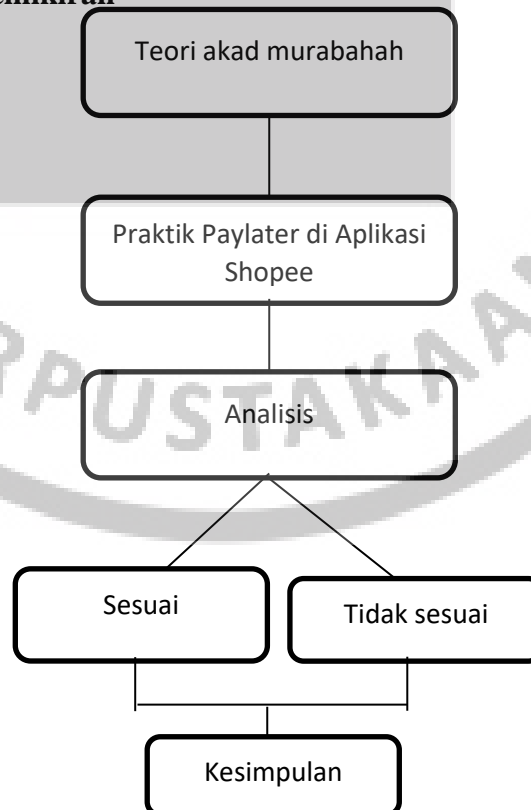 Teori akad murabahah
Praktik Paylater di Aplikasi
Shopee
Analisis
Sesuai
Tidak sesuai
Kesimpulan